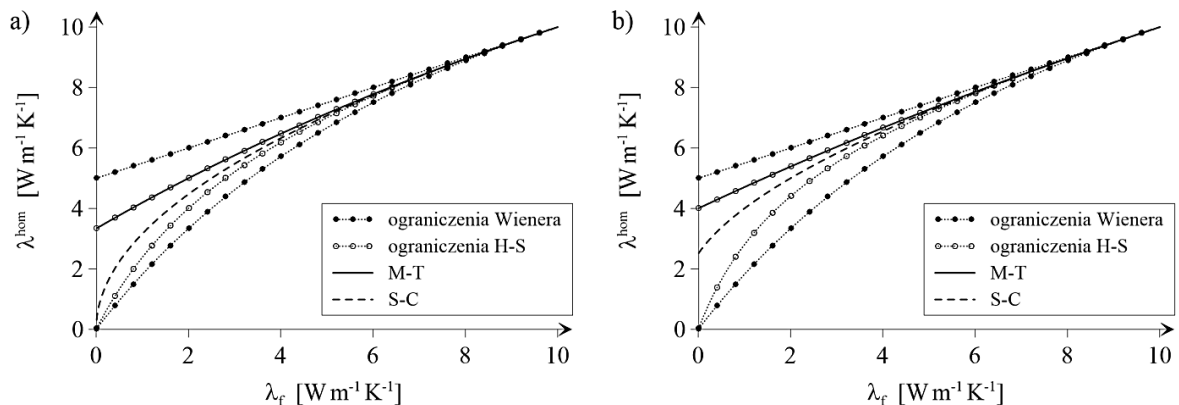 a)
λʰᵒᵐ [W m⁻¹ K⁻¹]
10
8
6
4
2
0
ograniczenia Wienera
ograniczenia H-S
M-T
S-C
0 2 4 6 8 10
λf [W m⁻¹ K⁻¹]
b)
λʰᵒᵐ [W m⁻¹ K⁻¹]
10
8
6
4
2
0
ograniczenia Wienera
ograniczenia H-S
M-T
S-C
0 2 4 6 8 10
λf [W m⁻¹ K⁻¹]